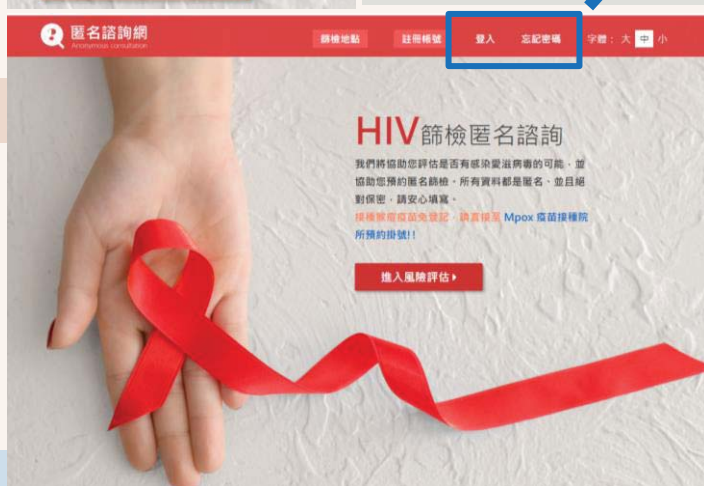 匿名諮詢網
Anonymous consultation
篩檢地點 註冊帳號 登入 忘記密碼 字體： 大 中 小
HIV篩檢匿名諮詢
我們將協助您評估是否有感染愛滋病毒的可能，並
協助您預約匿名篩檢。所有資料都是匿名、並且絕
對保密，請安心填寫。
接種猴痘疫苗免登記，請直接至 Mpox 疫苗接種院
所預約掛號!!
進入風險評估